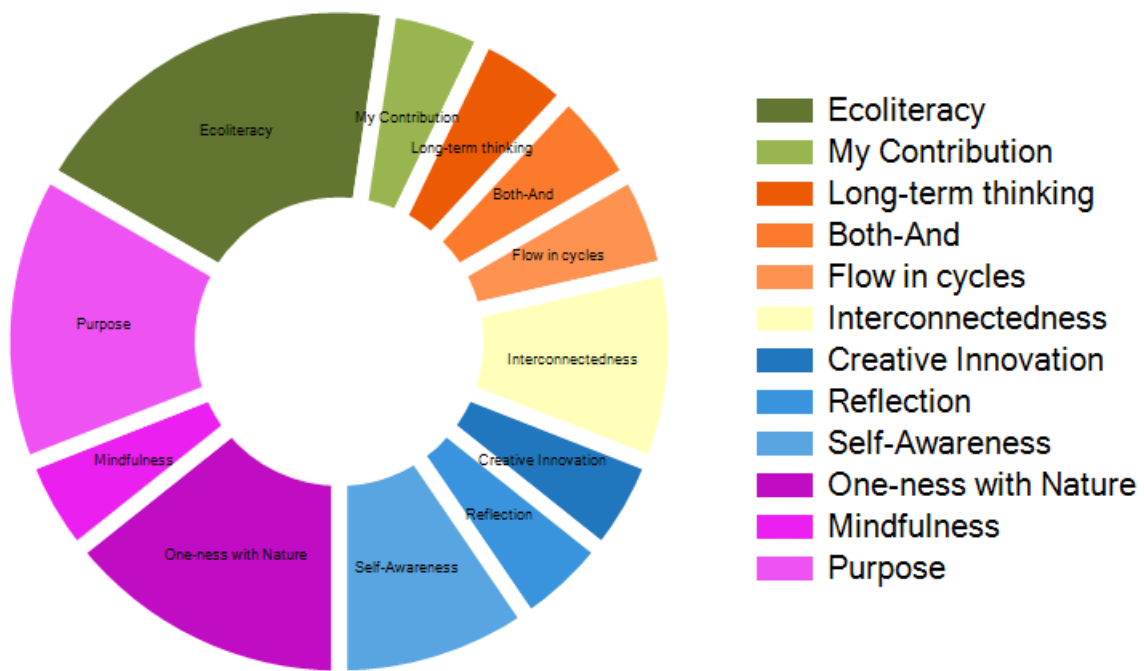 Ecoliteracy
My Contribution
Long-term thinking
Both-And
Flow in cycles
Interconnectedness
Creative Innovation
Reflection
Self-Awareness
One-ness with Nature
Mindfulness
Purpose
Ecoliteracy
My Contribution
Long-term thinking
Both-And
Flow in cycles
Interconnectedness
Creative Innovation
Reflection
Self-Awareness
One-ness with Nature
Mindfulness
Purpose